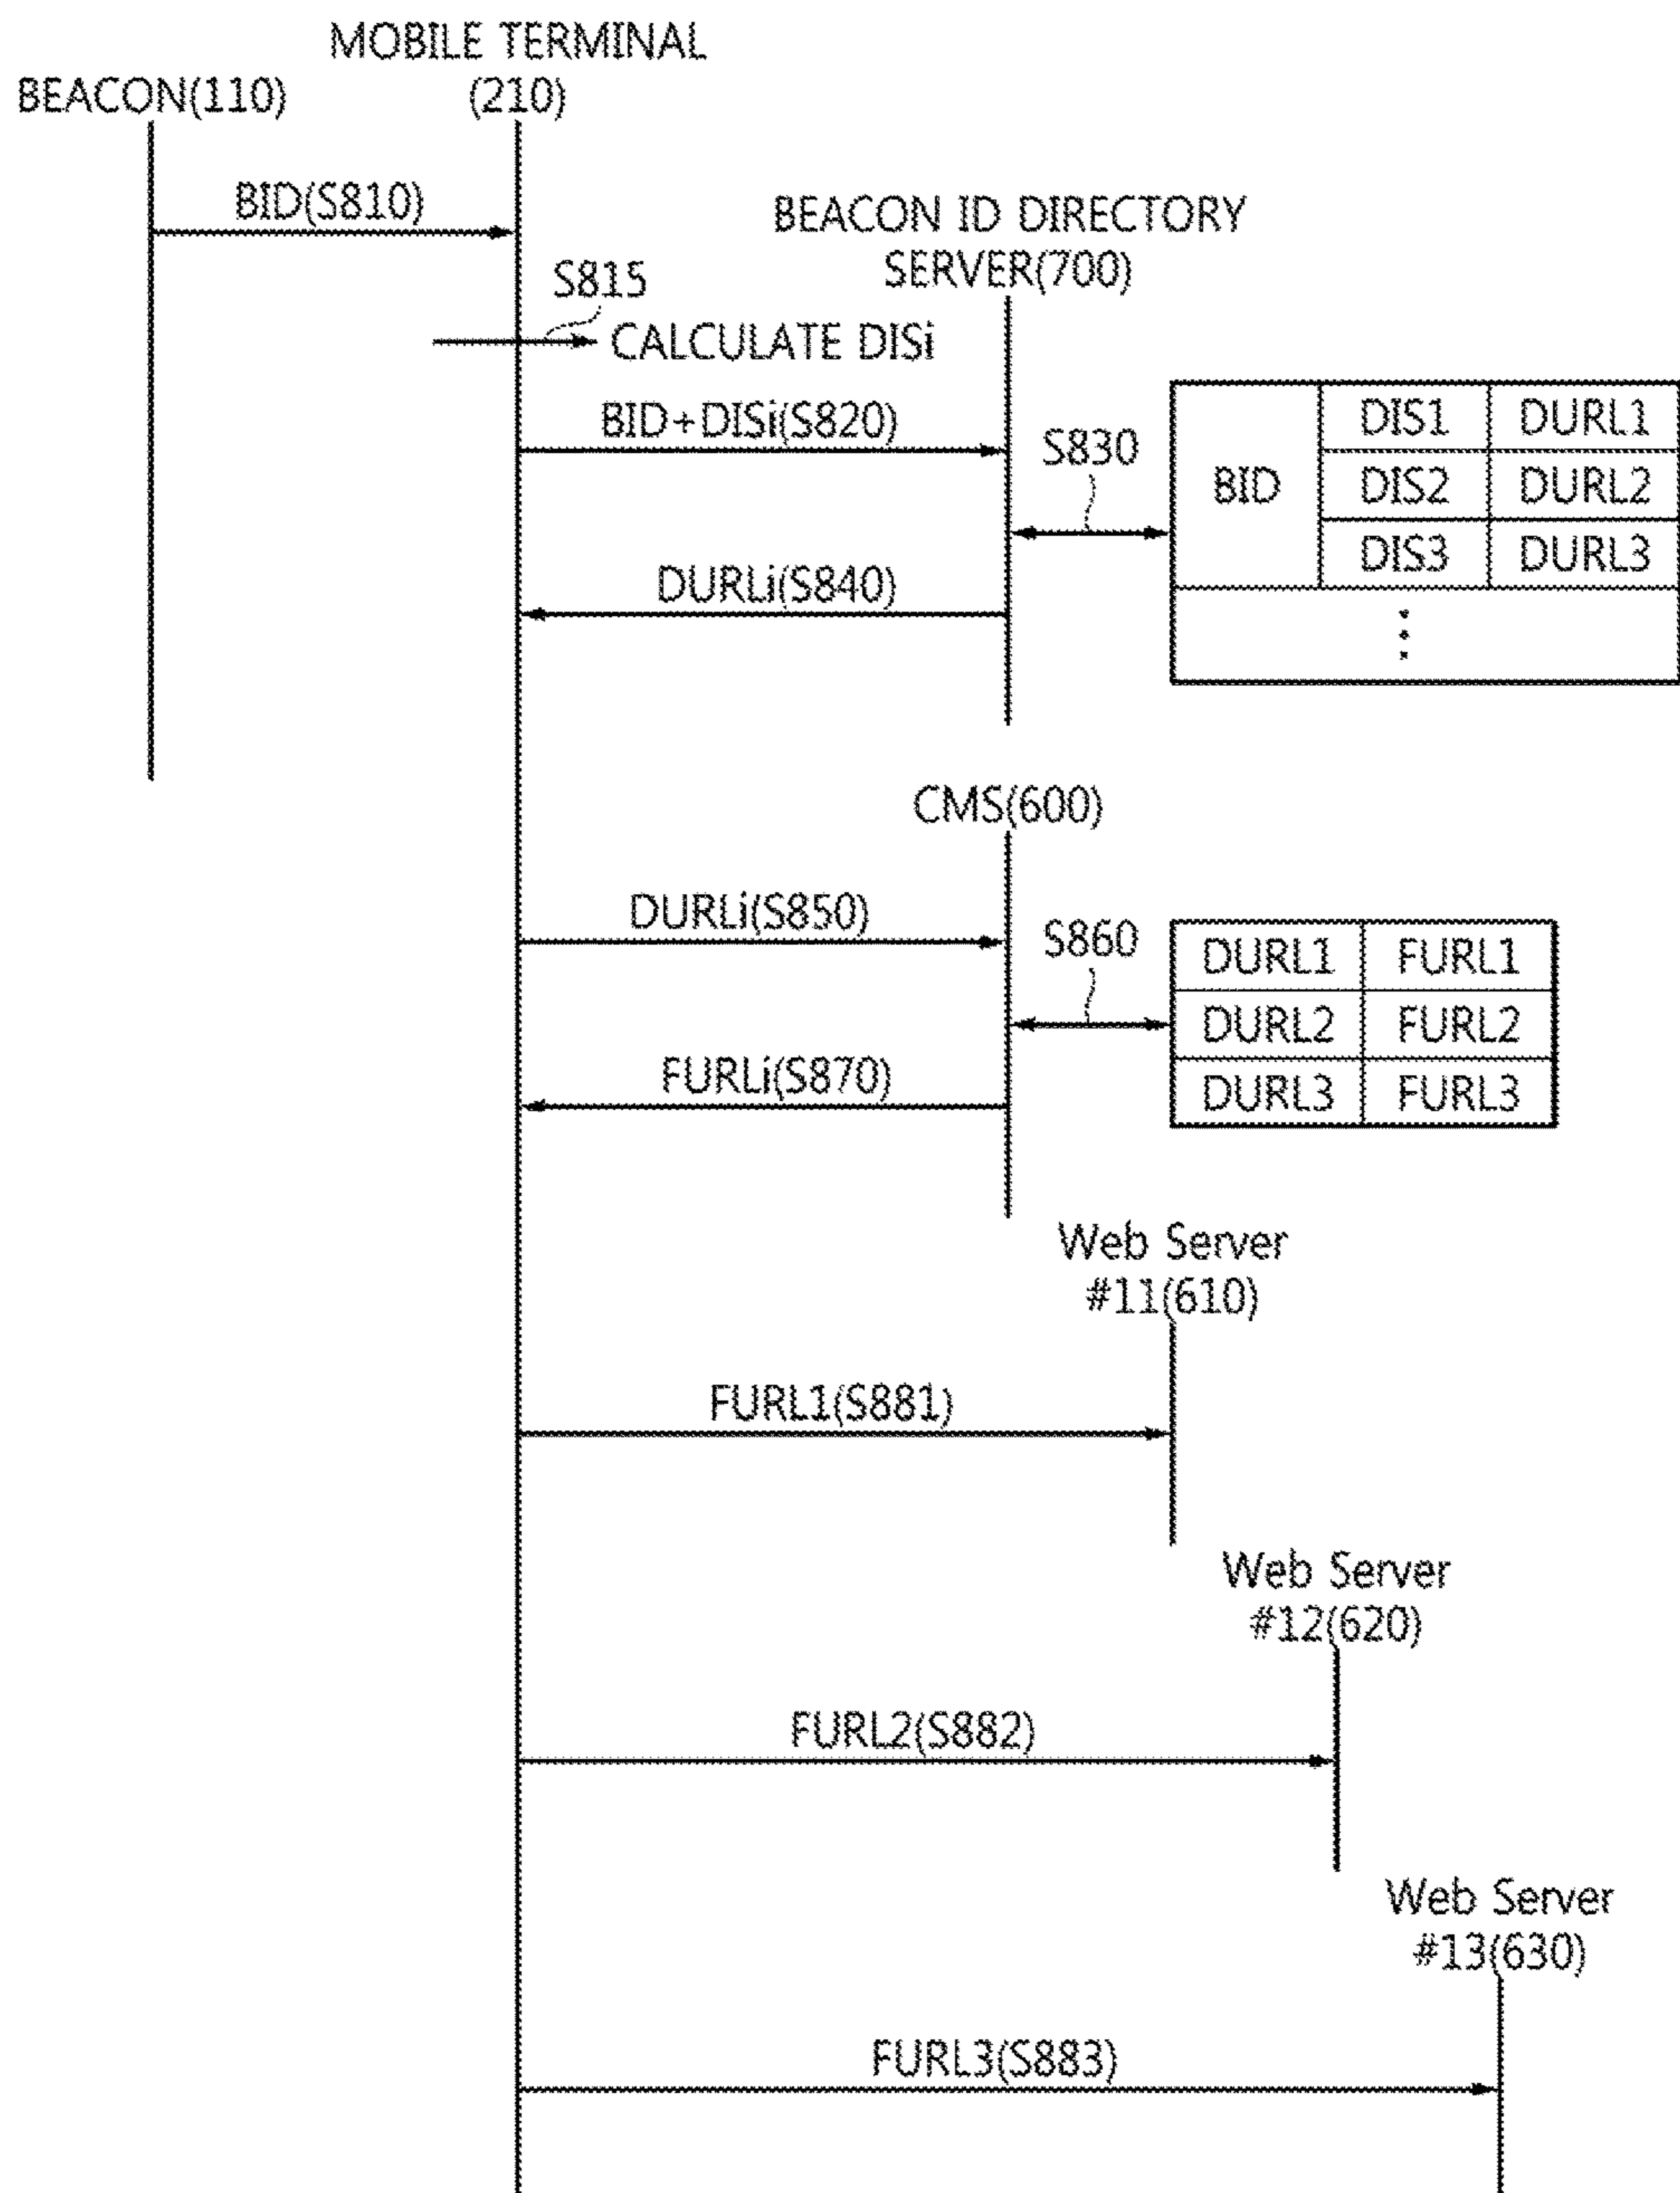 MOBILE TERMINAL
(210)
BEACON(110)
BID(S810)
BEACON ID DIRECTORY
SERVER(700)
S815
CALCULATE DISi
BID+DISi(S820)
S830
BID
DIS1
DURL1
DIS2
DURL2
DIS3
DURL3
DURLi(S840)
CMS(600)
DURLi(S850)
S860
DURL1
FURL1
DURL2
FURL2
DURL3
FURL3
FURLi(S870)
Web Server
#11(610)
FURL1(S881)
Web Server
#12(620)
FURL2(S882)
Web Server
#13(630)
FURL3(S883)